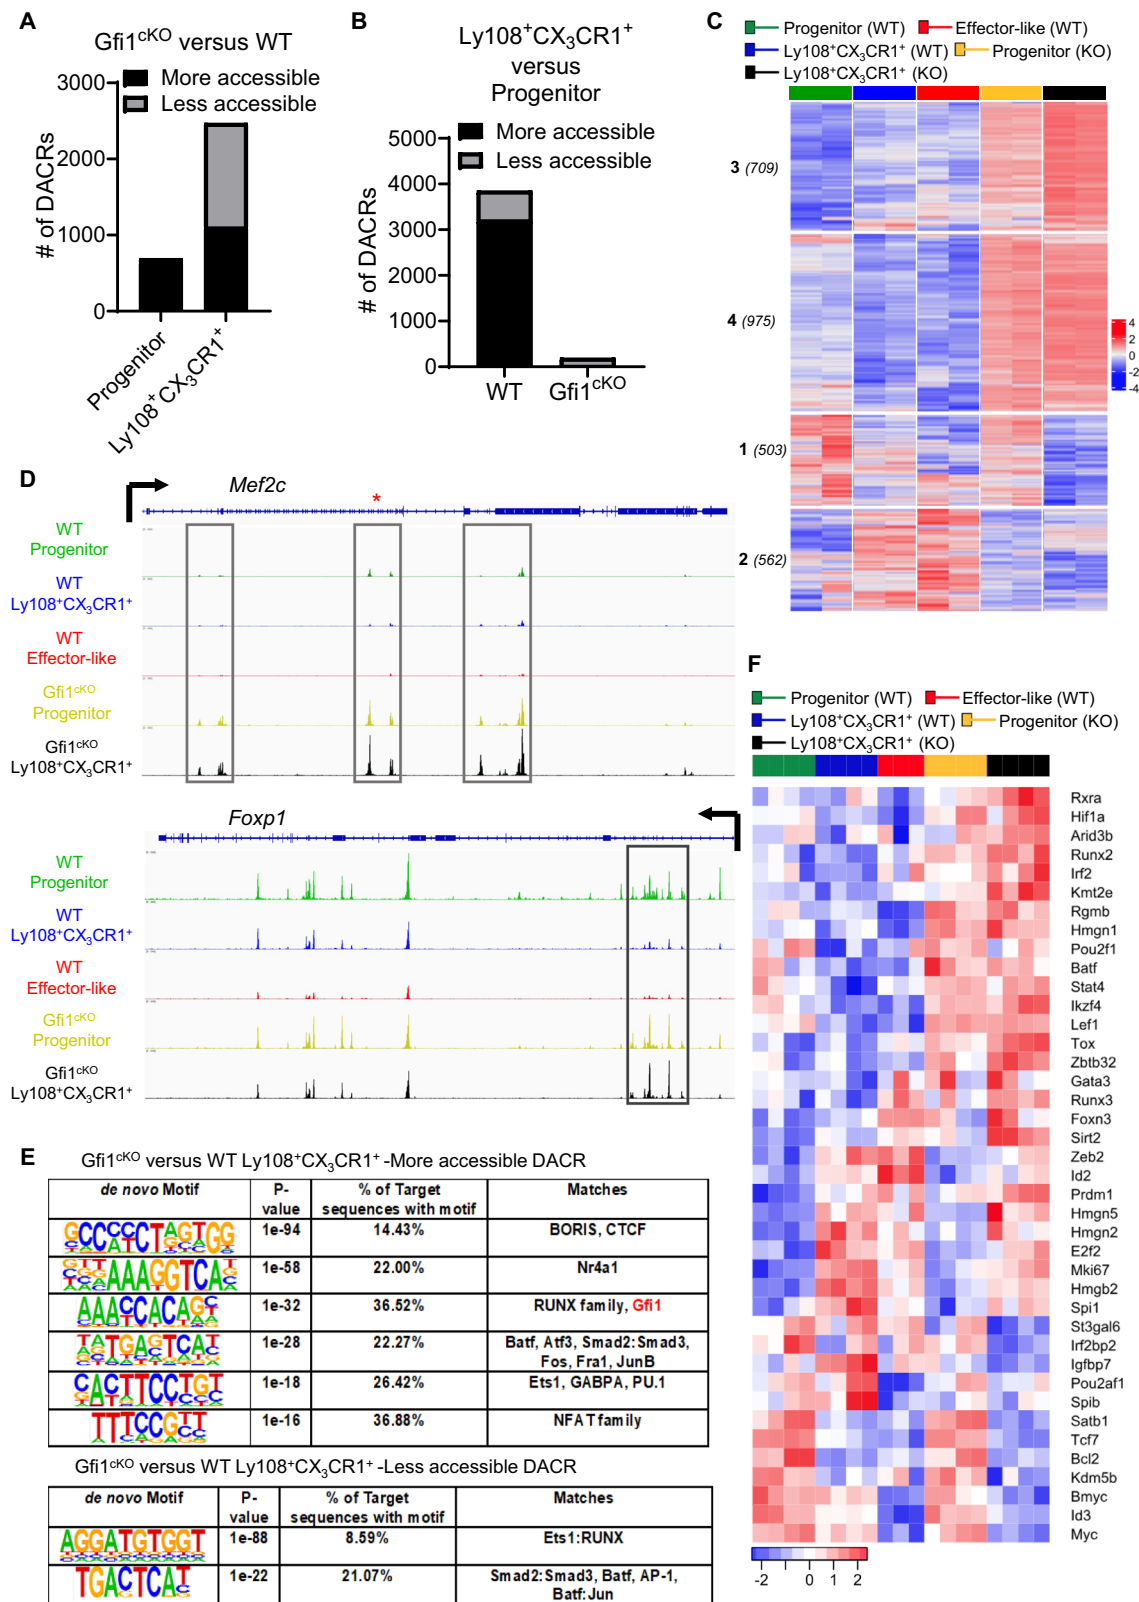 A
Gfi1cKO versus WT
More accessible
Less accessible
# of DACRs
3000
2000
1000
0
Progenitor
Ly108+CX3CR1+
B
Ly108+CX3CR1+
versus
Progenitor
More accessible
Less accessible
# of DACRs
5000
4000
3000
2000
1000
0
WT
Gfi1cKO
C
Progenitor (WT)
Effector-like (WT)
Ly108+CX3CR1+ (WT)
Progenitor (KO)
Ly108+CX3CR1+ (KO)
3 (709)
4 (975)
1 (503)
2 (562)
4
2
0
-2
-4
D
Mef2c
*
WT
Progenitor
WT
Ly108+CX3CR1+
WT
Effector-like
Gfi1cKO
Progenitor
Gfi1cKO
Ly108+CX3CR1+
Foxp1
WT
Progenitor
WT
Ly108+CX3CR1+
WT
Effector-like
Gfi1cKO
Progenitor
Gfi1cKO
Ly108+CX3CR1+
E
Gfi1cKO versus WT Ly108+CX3CR1+ -More accessible DACR
de novo Motif P-value % of Target sequences with motif Matches
1e-94 14.43% BORIS, CTCF
AAAGGTCA 1e-58 22.00% Nr4a1
1e-32 36.52% RUNX family, Gfi1
1e-28 22.27% Batf, Atf3, Smad2:Smad3,
Fos, Fra1, JunB
1e-18 26.42% Ets1, GABPA, PU.1
1e-16 36.88% NFAT family
Gfi1cKO versus WT Ly108+CX3CR1+ -Less accessible DACR
de novo Motif P-value % of Target sequences with motif Matches
AGGATGTGGT 1e-88 8.59% Ets1:RUNX
TGACTCAT 1e-22 21.07% Smad2:Smad3, Batf, AP-1,
Batf:Jun
F
Progenitor (WT)
Effector-like (WT)
Ly108+CX3CR1+ (WT)
Progenitor (KO)
Ly108+CX3CR1+ (KO)
Rxra
Hif1a
Arid3b
Runx2
Irf2
Kmt2e
Rgmb
Hmgn1
Pou2f1
Batf
Stat4
Ikzf4
Lef1
Tox
Zbtb32
Gata3
Runx3
Foxn3
Sirt2
Zeb2
Id2
Prdm1
Hmgn5
Hmgn2
E2f2
Mki67
Hmgb2
Spi1
St3gal6
Irf2bp2
Igfbp7
Pou2af1
Spib
Satb1
Tcf7
Bcl2
Kdm5b
Bmyc
Id3
Myc
-2 0 1 2